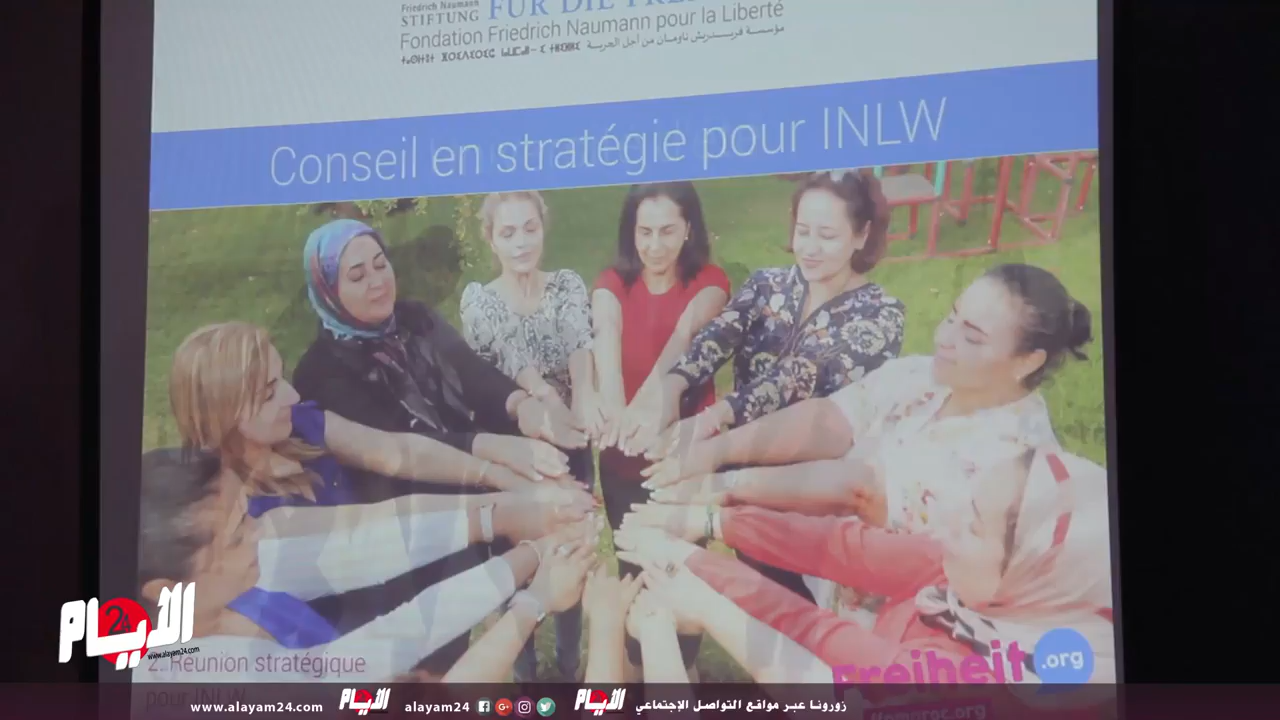 Friedrich Naumann
STIFTUNG FÜR DIE
Fondation Friedrich Naumann pour la Liberté
مؤسسة فريدريش ناومان من أجل الحرية
Conseil en stratégie pour INLW
الأيام 24
www.alayam24.com
2. Réunion stratégique
pour INLW
Freiheit .org
www.alayam24.com الأيام alayam24 الأيام زورونا عبر مواقع التواصل الإجتماعي